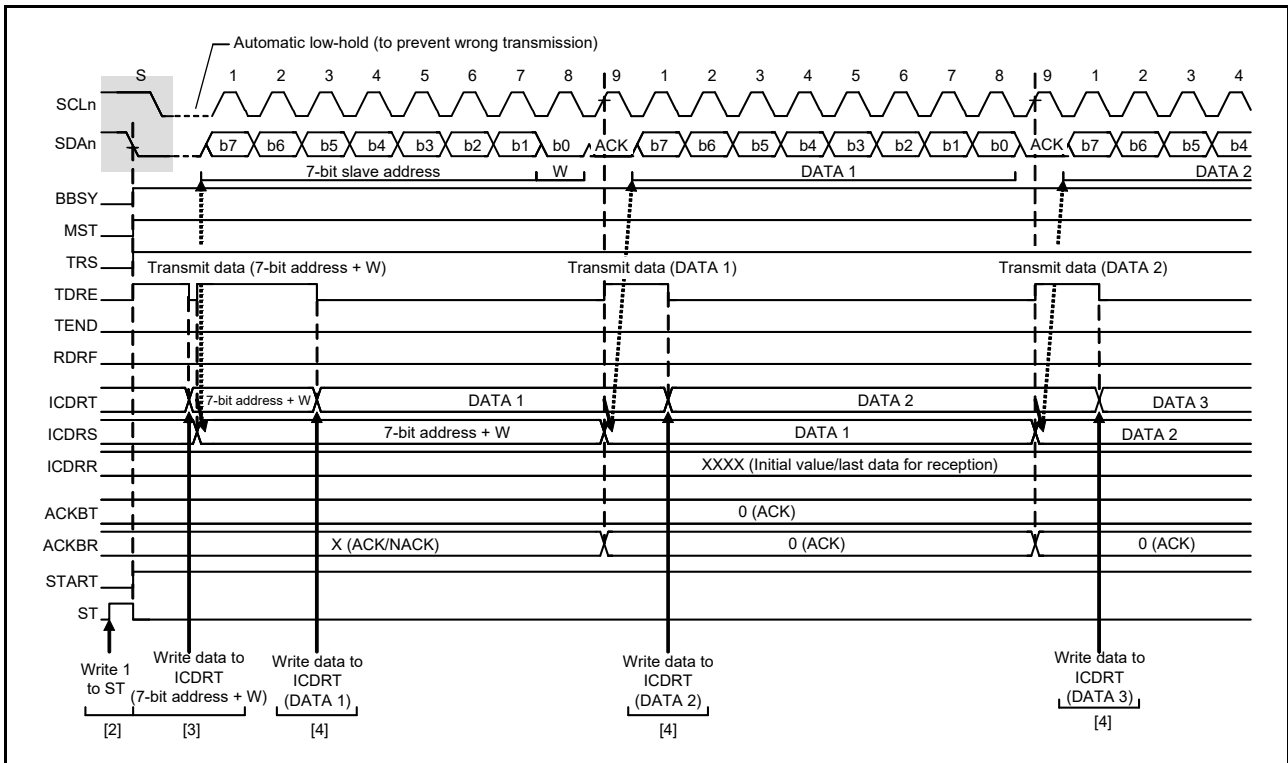 Automatic low-hold (to prevent wrong transmission)
S 1 2 3 4 5 6 7 8 9 1 2 3 4 5 6 7 8 9 1 2 3 4
SCLn
SDAn b7 b6 b5 b4 b3 b2 b1 b0 ACK b7 b6 b5 b4 b3 b2 b1 b0 ACK b7 b6 b5 b4
7-bit slave address W DATA 1 DATA 2
BBSY
MST
TRS
Transmit data (7-bit address + W) Transmit data (DATA 1) Transmit data (DATA 2)
TDRE
TEND
RDRF
ICDRT 7-bit address + W DATA 1 DATA 2 DATA 3
ICDRS 7-bit address + W DATA 1 DATA 2
ICDRR XXXX (Initial value/last data for reception)
ACKBT 0 (ACK)
ACKBR X (ACK/NACK) 0 (ACK) 0 (ACK)
START
ST
Write 1
to ST
[2]
Write data to
ICDRT
(7-bit address + W)
[3]
Write data to
ICDRT
(DATA 1)
[4]
Write data to
ICDRT
(DATA 2)
[4]
Write data to
ICDRT
(DATA 3)
[4]